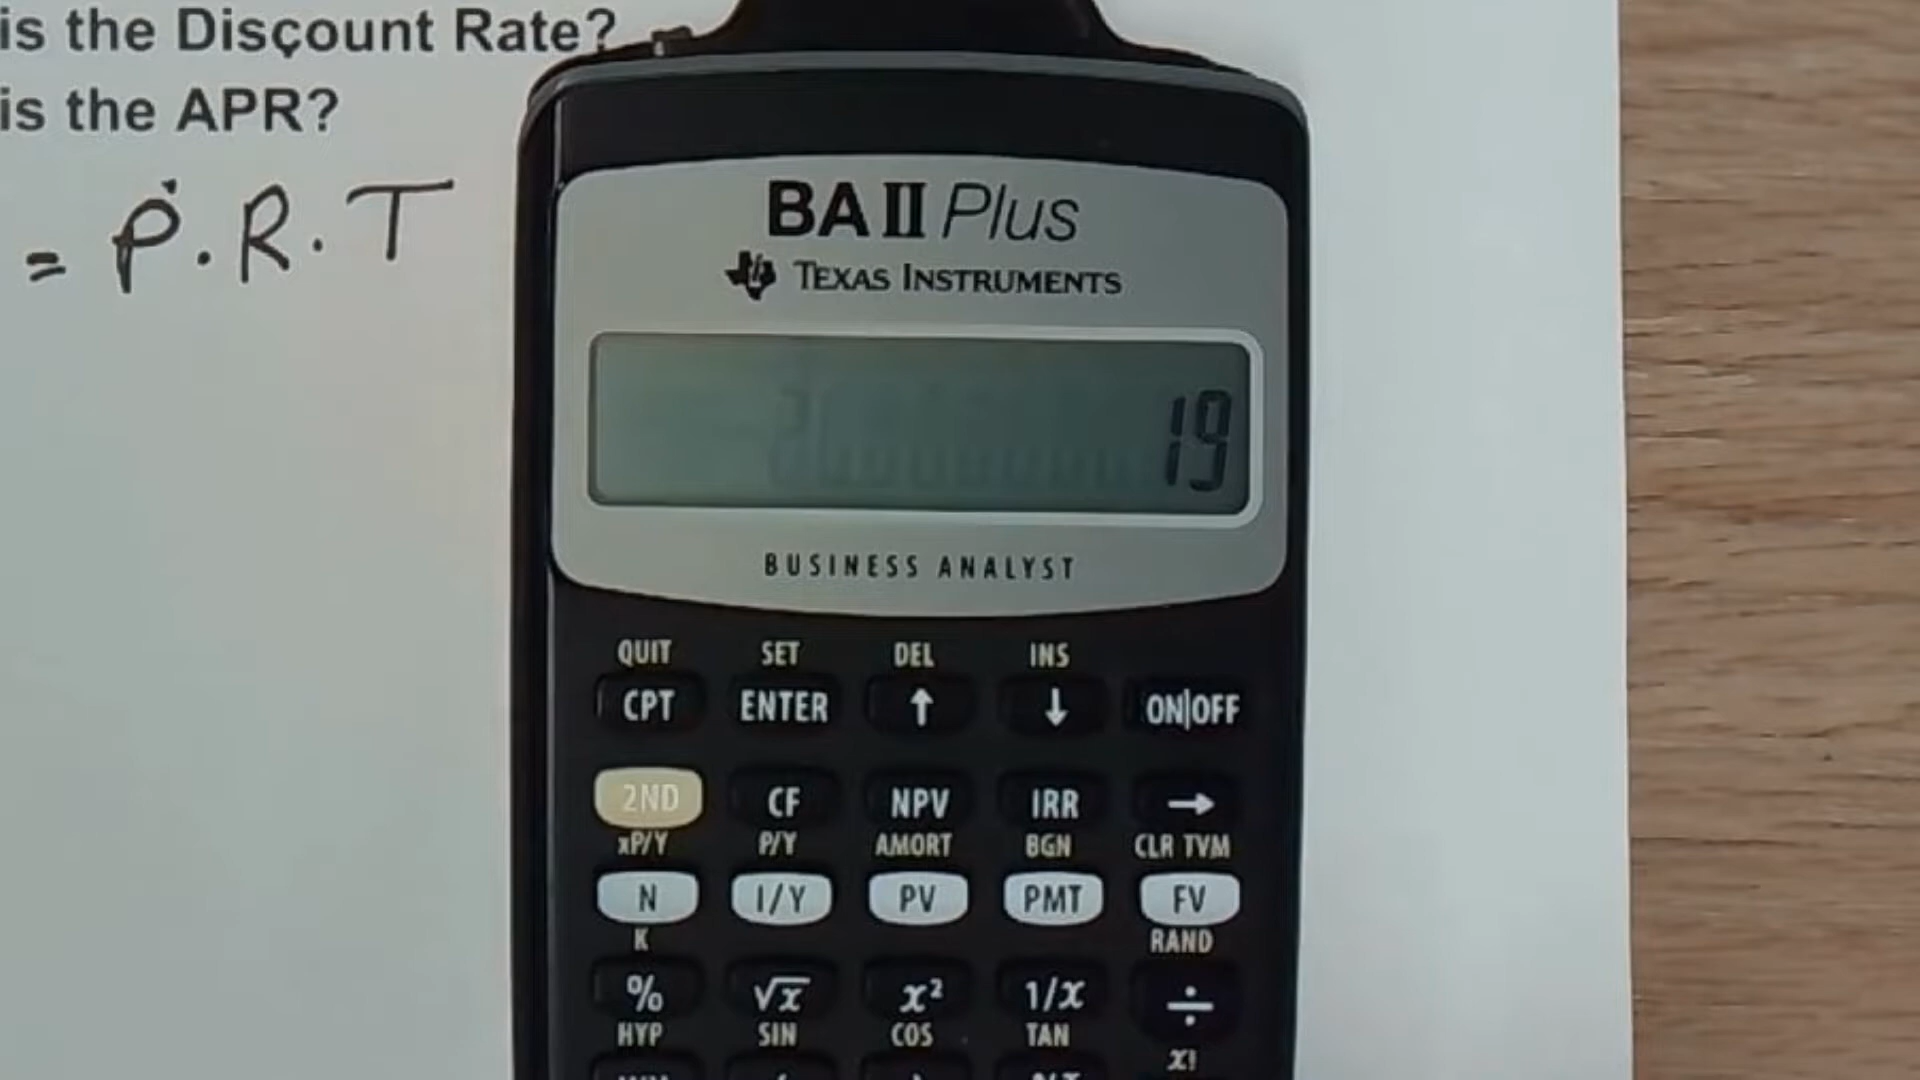 is the Disçount Rate?
is the APR?
= P.R.T
BA II Plus
TEXAS INSTRUMENTS
19
BUSINESS ANALYST
QUIT SET DEL INS
CPT ENTER ↑ ↓ ON|OFF
2ND CF NPV IRR →
xP/Y P/Y AMORT BGN CLR TVM
N I/Y PV PMT FV
K RAND
% √x x² 1/x ÷
HYP SIN COS TAN x!